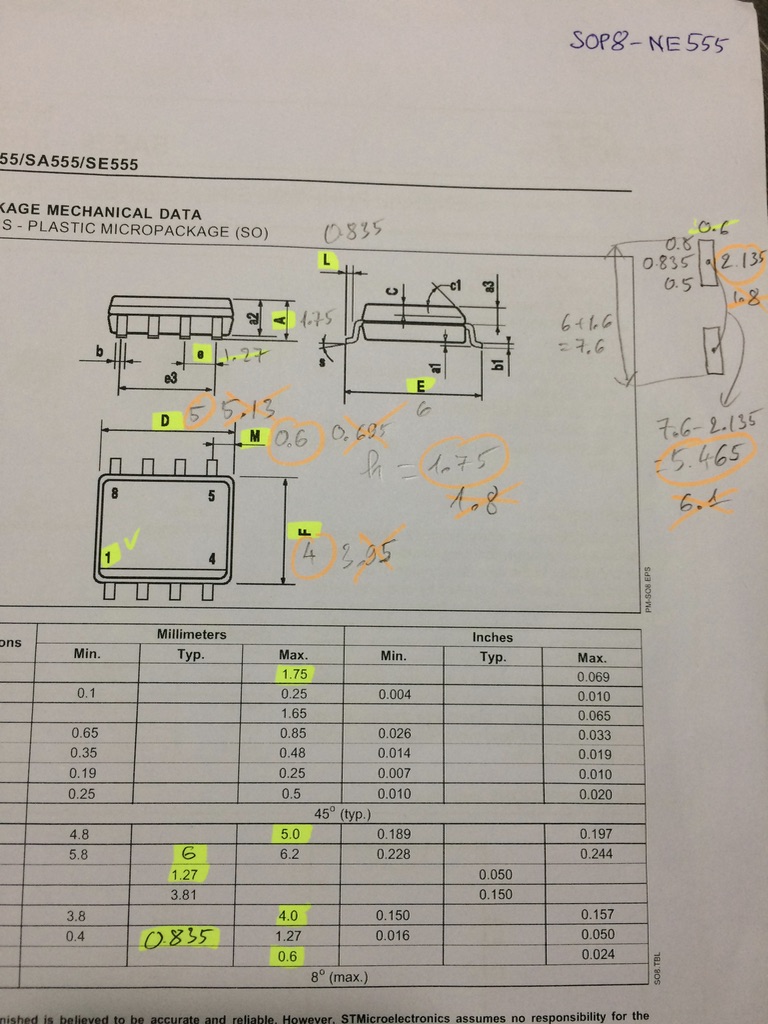 SOP8-NE555
55/SA555/SE555
KAGE MECHANICAL DATA
S - PLASTIC MICROPACKAGE (SO)
0.835
L
C
c1
a3
a2
A
1.75
b
e
1.27
e3
s
a1
b1
E
6
0.6
0.8
0.835
2.135
0.5
1.8
6+1.6
=7.6
7.6-2.135
=5.465
6.1
D
5
5.13
M
0.6
0.695
h = 1.75
1.8
8
5
F
4
3.95
1
4
PM-SO8.EPS
ons
Millimeters
Inches
Min.
Typ.
Max.
Min.
Typ.
Max.
1.75
0.069
0.1
0.25
0.004
0.010
1.65
0.065
0.65
0.85
0.026
0.033
0.35
0.48
0.014
0.019
0.19
0.25
0.007
0.010
0.25
0.5
0.010
0.020
45° (typ.)
4.8
5.0
0.189
0.197
5.8
6
6.2
0.228
0.244
1.27
0.050
3.81
0.150
3.8
4.0
0.150
0.157
0.4
0.835
1.27
0.016
0.050
0.6
0.024
8° (max.)
SO8.TBL
nished is believed to be accurate and reliable. However, STMicroelectronics assumes no responsibility for the